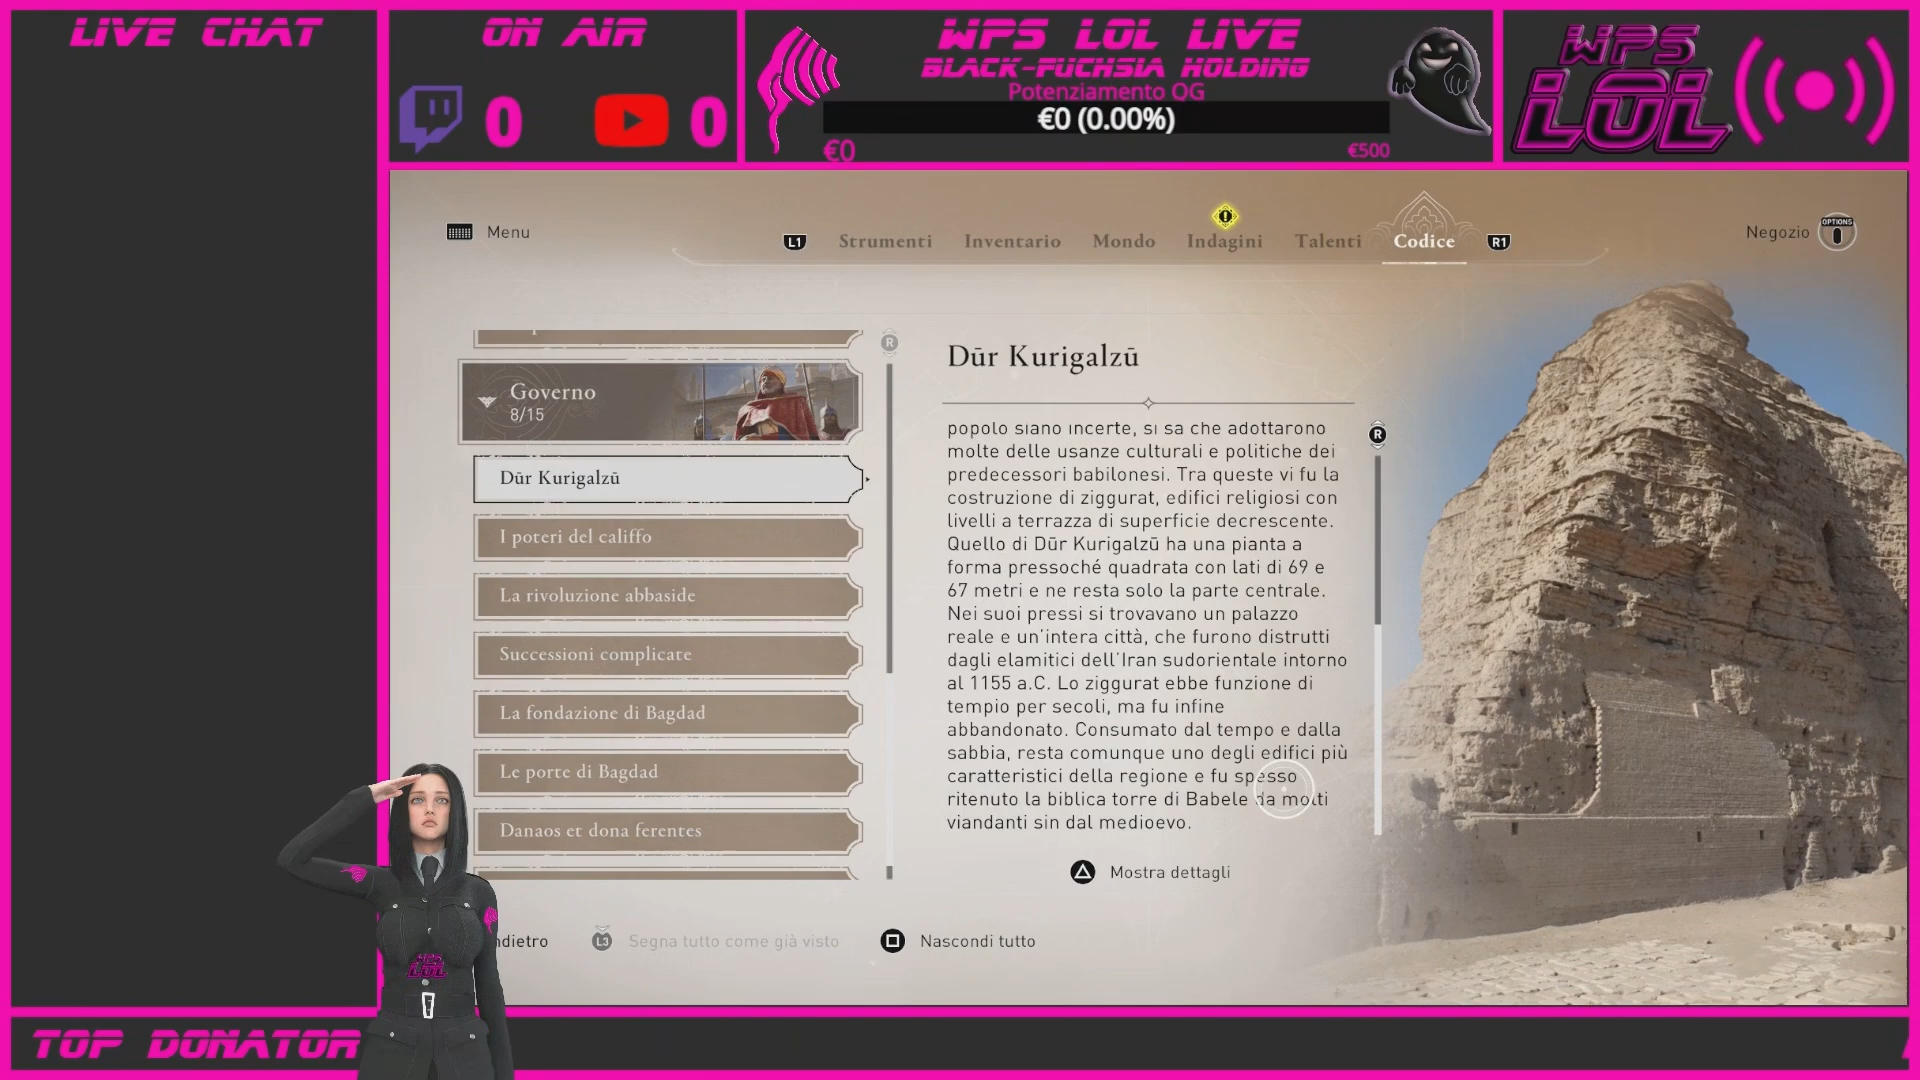 LIVE CHAT
ON AIR
0
0
WPS LOL LIVE
BLACK-FUCHSIA HOLDING
Potenziamento QG
€0 (0.00%)
€0
€500
WPS
LOL
Menu
L1
Strumenti
Inventario
Mondo
Indagini
Talenti
Codice
R1
Negozio
OPTIONS
R
Governo
8/15
Dūr Kurigalzū
I poteri del califfo
La rivoluzione abbaside
Successioni complicate
La fondazione di Bagdad
Le porte di Bagdad
Danaos et dona ferentes
Dūr Kurigalzū
R
popolo siano incerte, si sa che adottarono
molte delle usanze culturali e politiche dei
predecessori babilonesi. Tra queste vi fu la
costruzione di ziggurat, edifici religiosi con
livelli a terrazza di superficie decrescente.
Quello di Dūr Kurigalzū ha una pianta a
forma pressoché quadrata con lati di 69 e
67 metri e ne resta solo la parte centrale.
Nei suoi pressi si trovavano un palazzo
reale e un'intera città, che furono distrutti
dagli elamitici dell'Iran sudorientale intorno
al 1155 a.C. Lo ziggurat ebbe funzione di
tempio per secoli, ma fu infine
abbandonato. Consumato dal tempo e dalla
sabbia, resta comunque uno degli edifici più
caratteristici della regione e fu spesso
ritenuto la biblica torre di Babele da molti
viandanti sin dal medioevo.
Mostra dettagli
ndietro
L3
Segna tutto come già visto
Nascondi tutto
WPS
LOL
TOP DONATOR